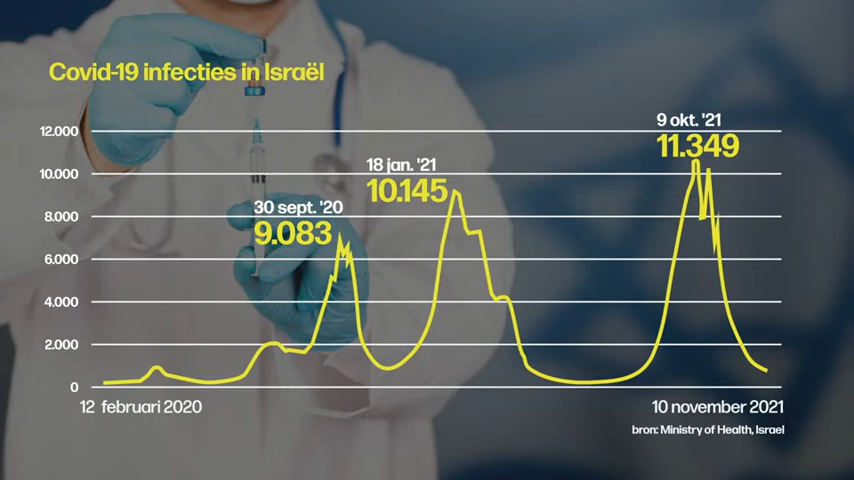 Covid-19 infecties in Israël
9 okt. '21
12.000
11.349
18 jan. '21
10.000
10.145
30 sept. '20
8.000
9.083
6.000
4.000
2.000
0
12 februari 2020
10 november 2021
bron: Ministry of Health, Israel